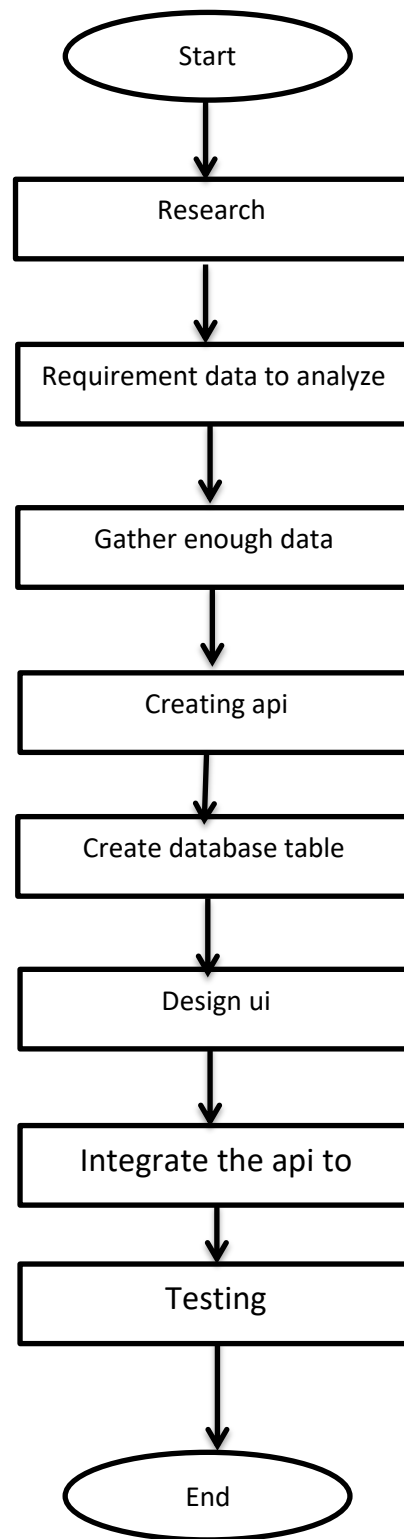 Start
Research
Requirement data to analyze
Gather enough data
Creating api
Create database table
Design ui
Integrate the api to
Testing
End